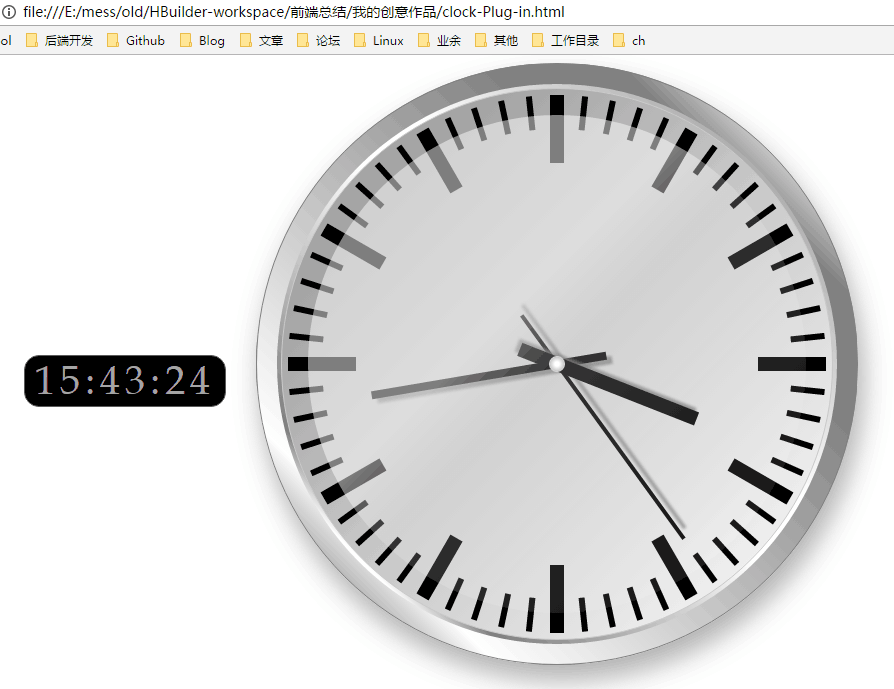 file:///E:/mess/old/HBuilder-workspace/前端总结/我的创意作品/clock-Plug-in.html
ol 后端开发 Github Blog 文章 论坛 Linux 业余 其他 工作目录 ch
15:43:24